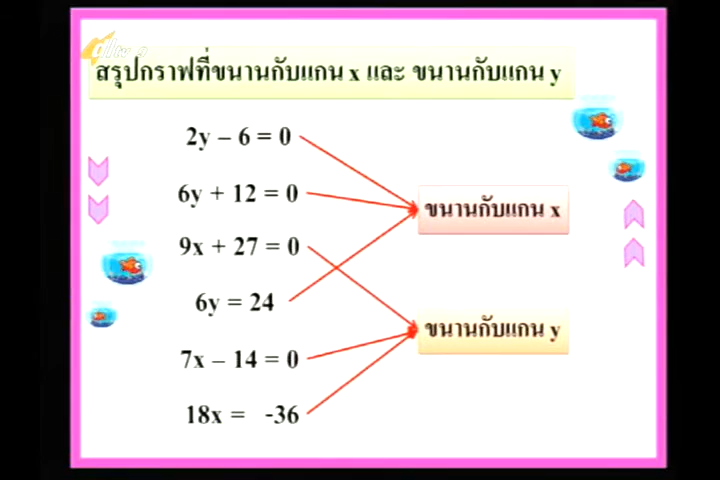 สรุปกราฟที่ขนานกับแกน x และ ขนานกับแกน y
2y – 6 = 0
6y + 12 = 0
ขนานกับแกน x
9x + 27 = 0
6y = 24
ขนานกับแกน y
7x – 14 = 0
18x = -36